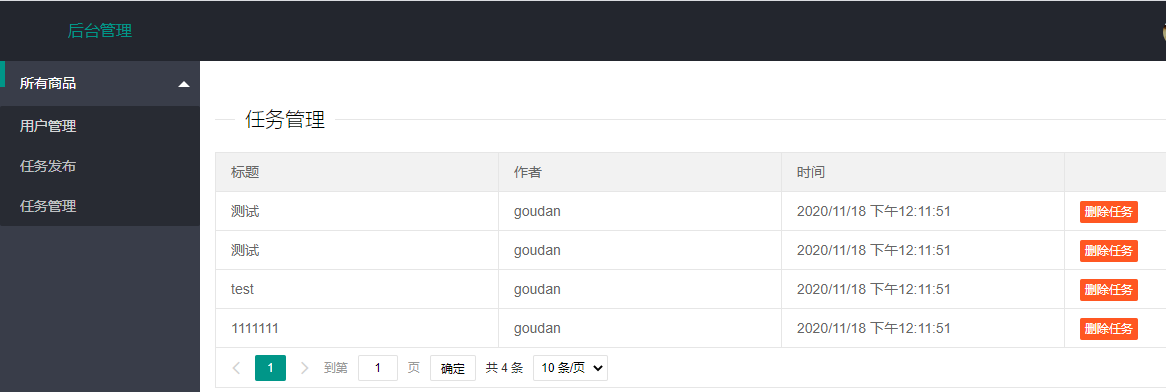 后台管理
所有商品
用户管理
任务发布
任务管理
任务管理
标题 作者 时间
测试 goudan 2020/11/18 下午12:11:51 删除任务
测试 goudan 2020/11/18 下午12:11:51 删除任务
test goudan 2020/11/18 下午12:11:51 删除任务
1111111 goudan 2020/11/18 下午12:11:51 删除任务
1 到第 1 页 确定 共 4 条 10 条/页